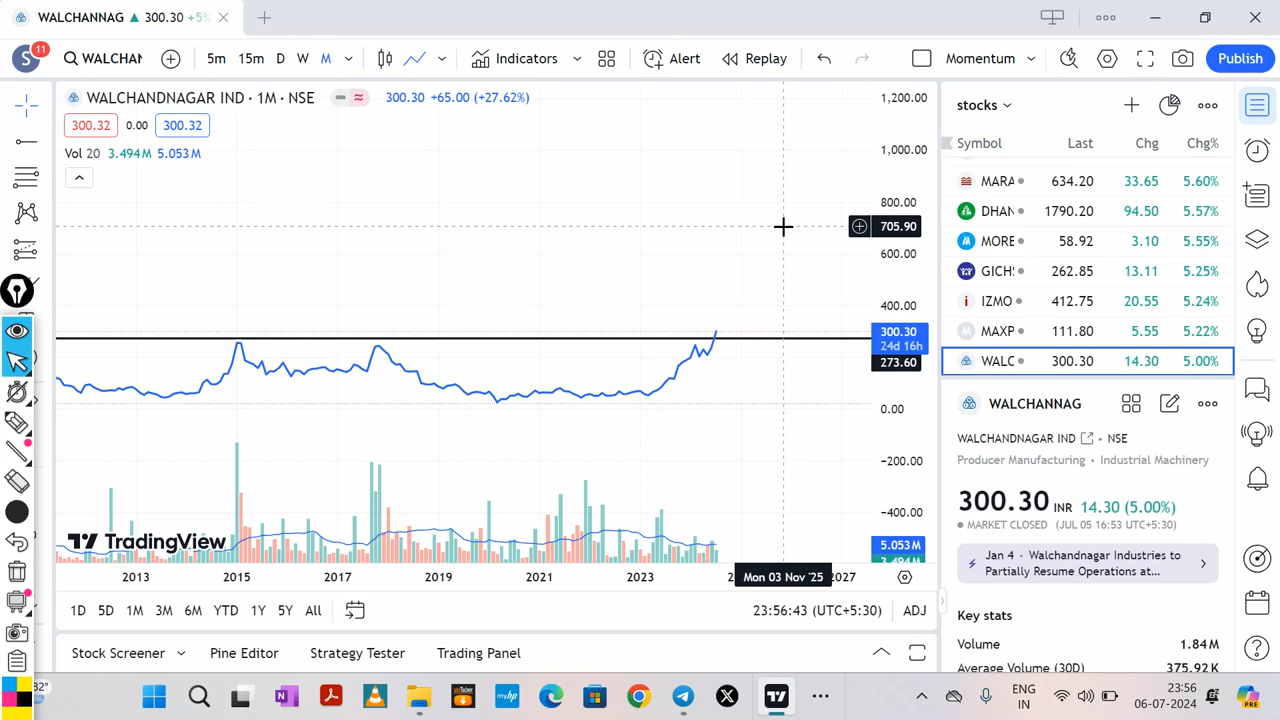 WALCHANNAG ▲ 300.30 +5%
S 11 WALCHAN 5m 15m D W M Indicators Alert Replay Momentum Publish
WALCHANDNAGAR IND · 1M · NSE 300.30 +65.00 (+27.62%)
300.32 0.00 300.32
Vol 20 3.494M 5.053M
1,200.00
1,000.00
800.00
705.90
600.00
400.00
300.30
24d 16h
273.60
0.00
−200.00
−400.00
5.053M
3.494M
TradingView
2013 2015 2017 2019 2021 2023 Mon 03 Nov '25 2027
1D 5D 1M 3M 6M YTD 1Y 5Y All 23:56:43 (UTC+5:30) ADJ
Stock Screener Pine Editor Strategy Tester Trading Panel
stocks
Symbol Last Chg Chg%
MARA 634.20 33.65 5.60%
DHAN 1790.20 94.50 5.57%
MORE 58.92 3.10 5.55%
GICHS 262.85 13.11 5.25%
IZMO 412.75 20.55 5.24%
MAXP 111.80 5.55 5.22%
WALC 300.30 14.30 5.00%
WALCHANNAG
WALCHANDNAGAR IND · NSE
Producer Manufacturing · Industrial Machinery
300.30 INR 14.30 (5.00%)
MARKET CLOSED (JUL 05 16:53 UTC+5:30)
Jan 4 · Walchandnagar Industries to
Partially Resume Operations at...
Key stats
Volume 1.84M
Average Volume (30D) 375.92K
32° ENG
IN
23:56
06-07-2024
PRE